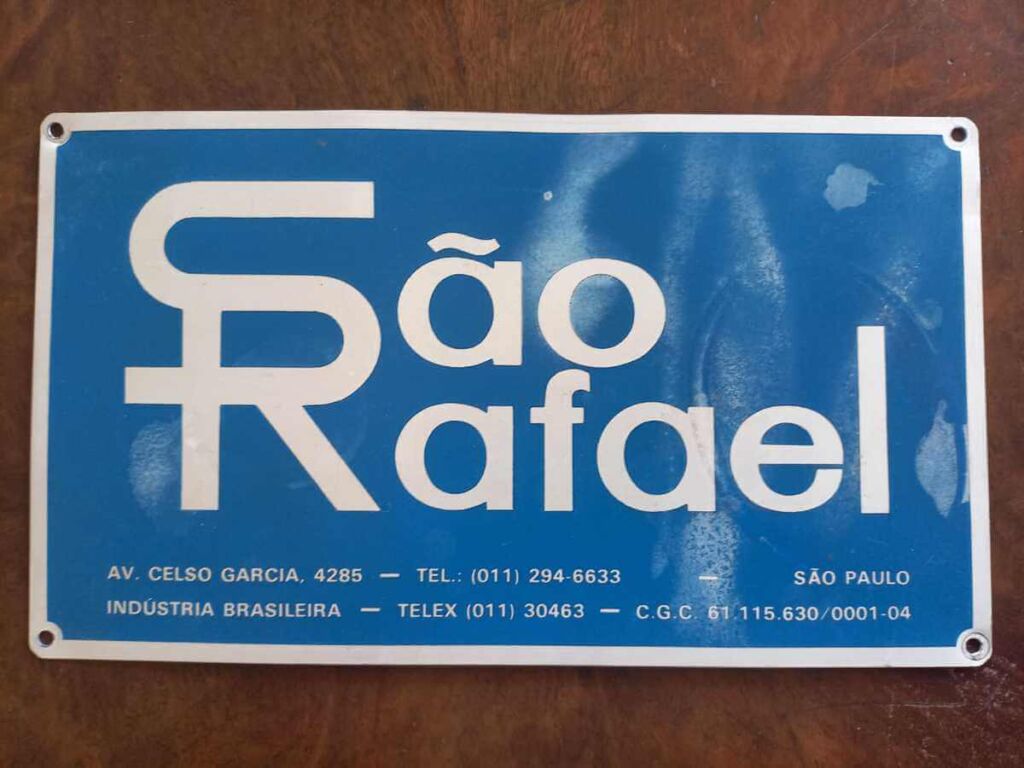 São
Rafael
AV. CELSO GARCIA, 4285 — TEL.: (011) 294-6633 — SÃO PAULO
INDÚSTRIA BRASILEIRA — TELEX (011) 30463 — C.G.C. 61.115.630/0001-04